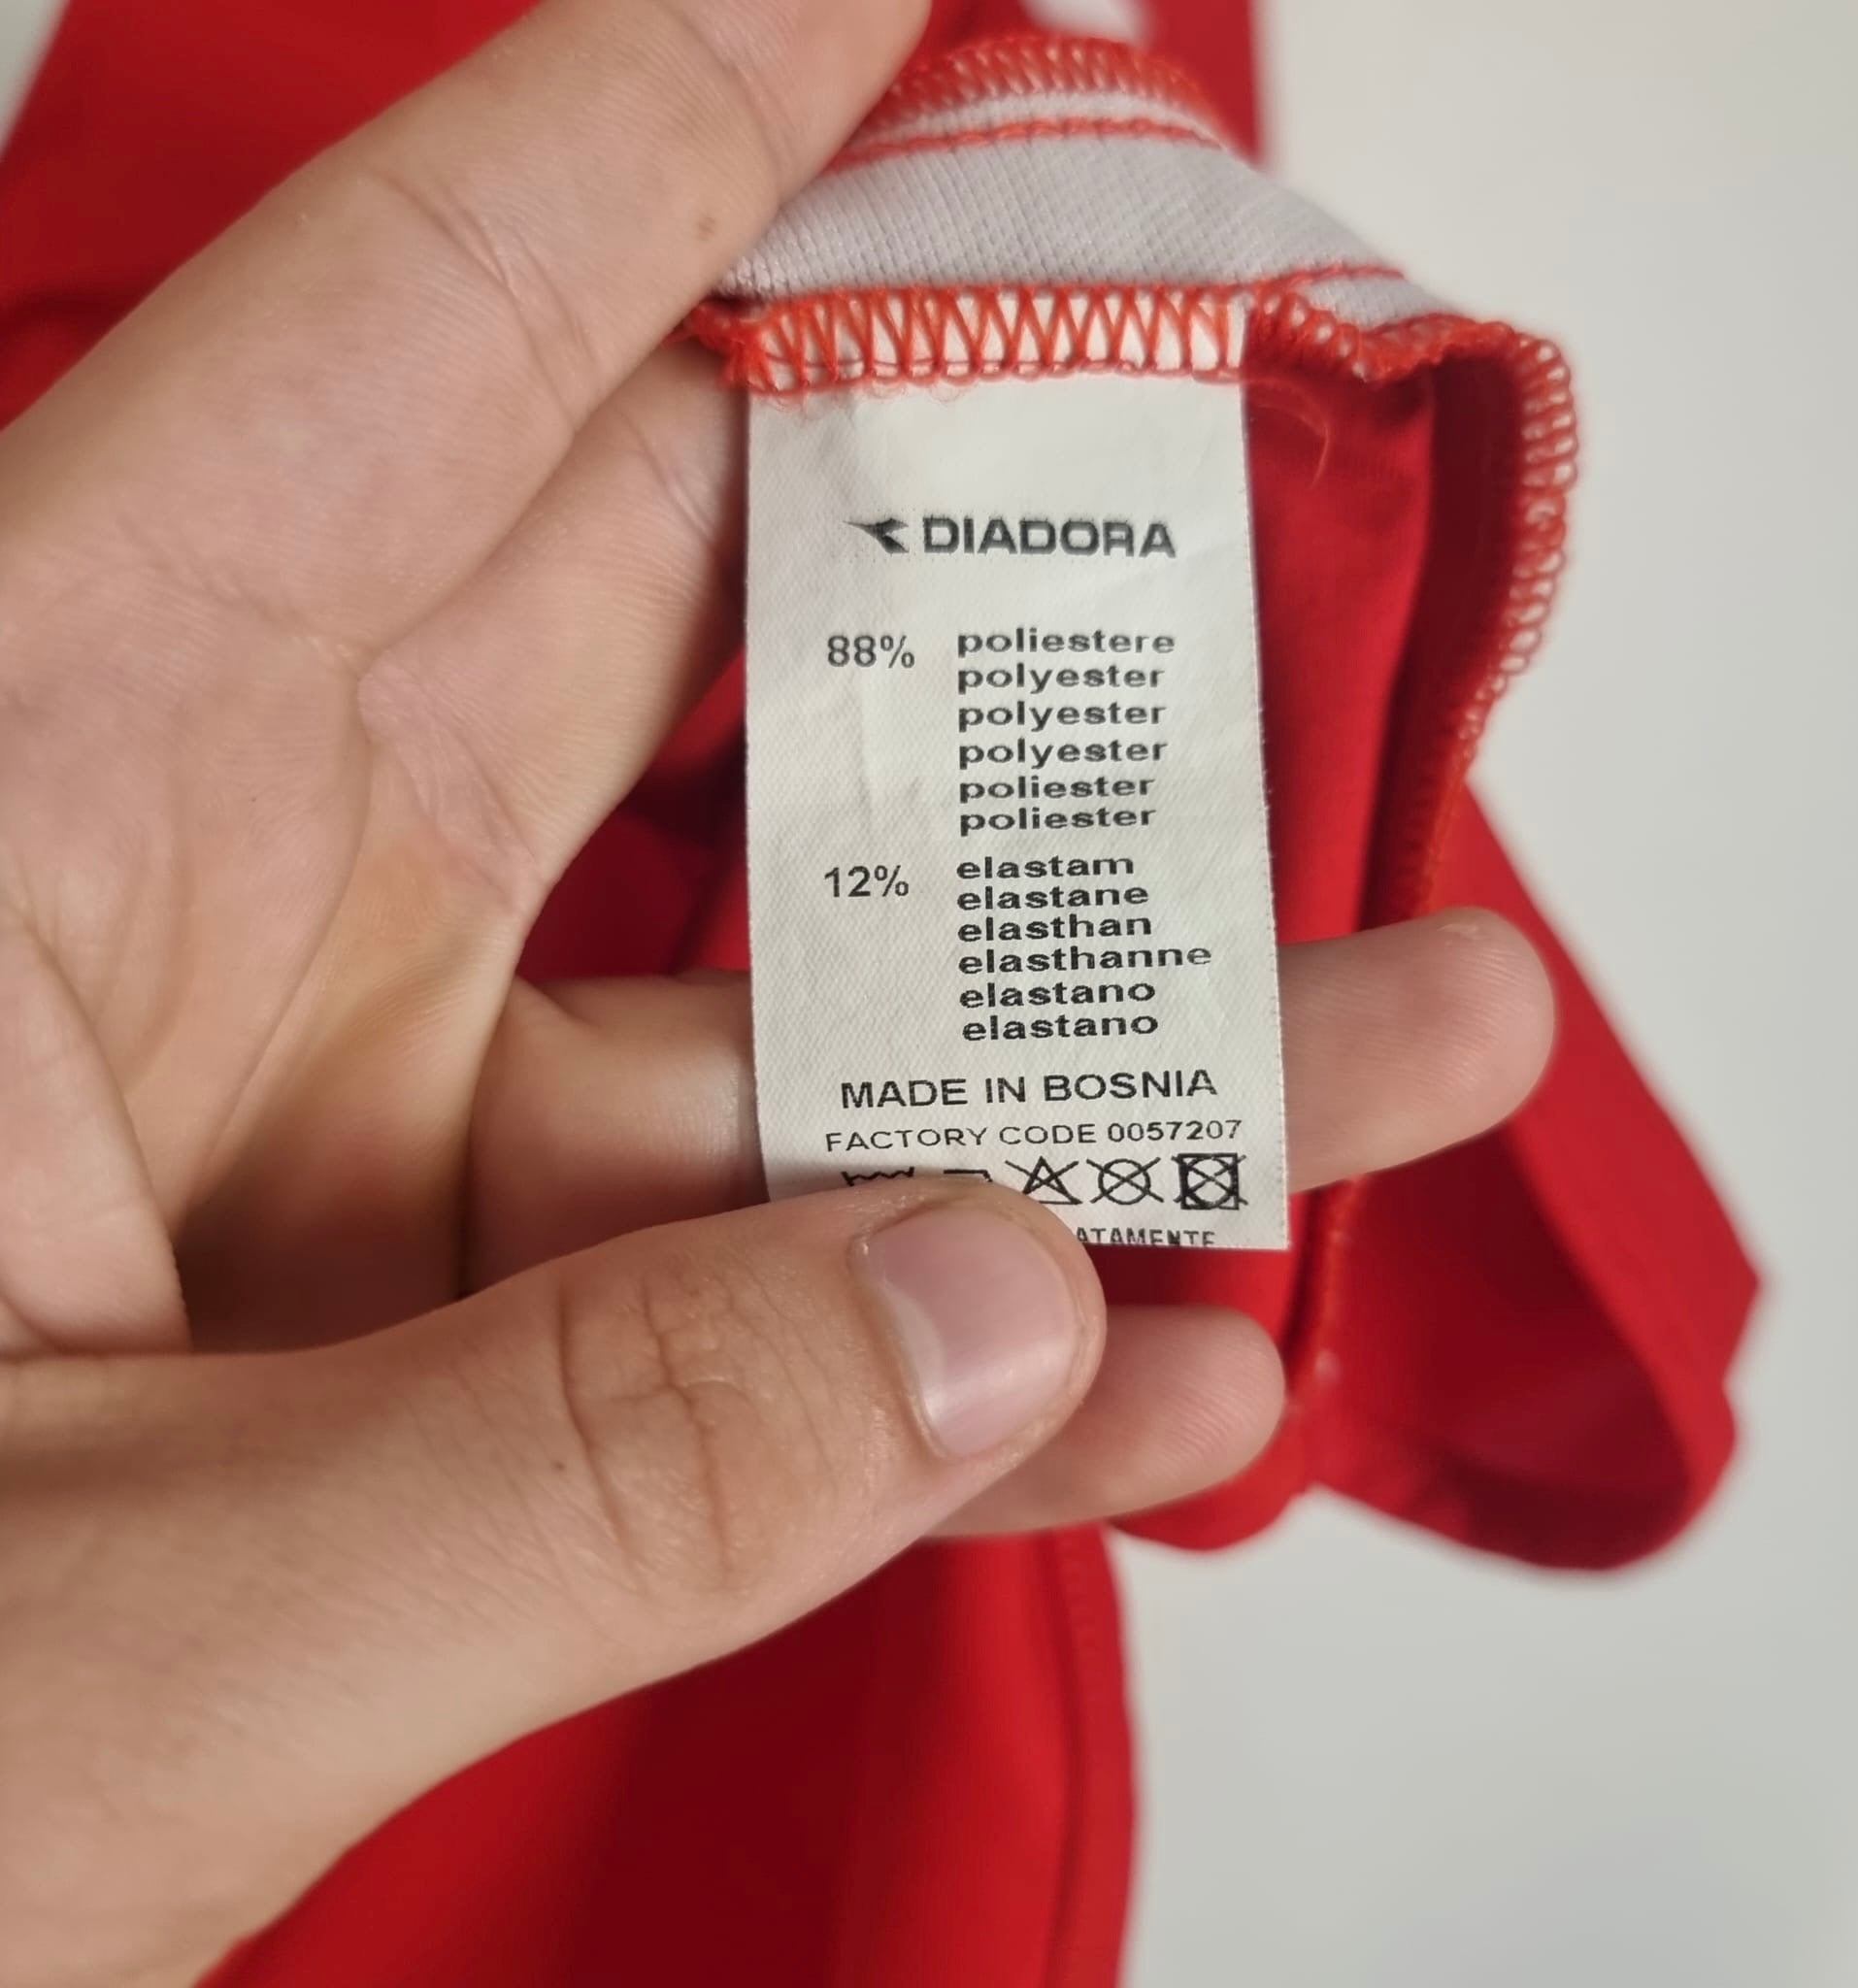 DIADORA
88% poliestere
polyester
polyester
polyester
poliester
poliester
12% elastam
elastane
elasthan
elasthanne
elastano
elastano
MADE IN BOSNIA
FACTORY CODE 0057207